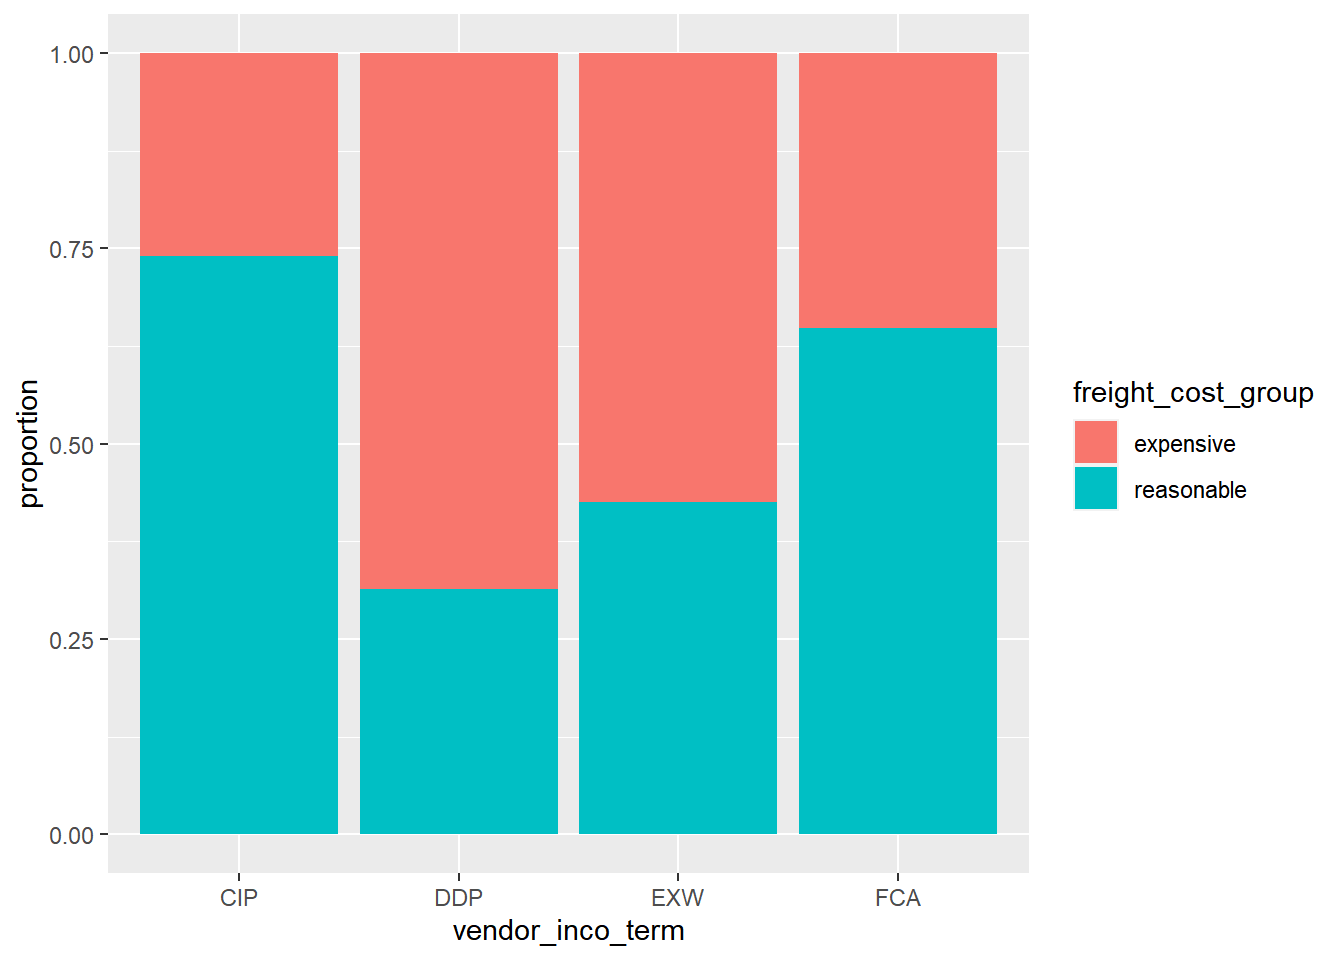 1.00
0.75
0.50
0.25
0.00
proportion
CIP DDP EXW FCA
vendor_inco_term
freight_cost_group
expensive
reasonable